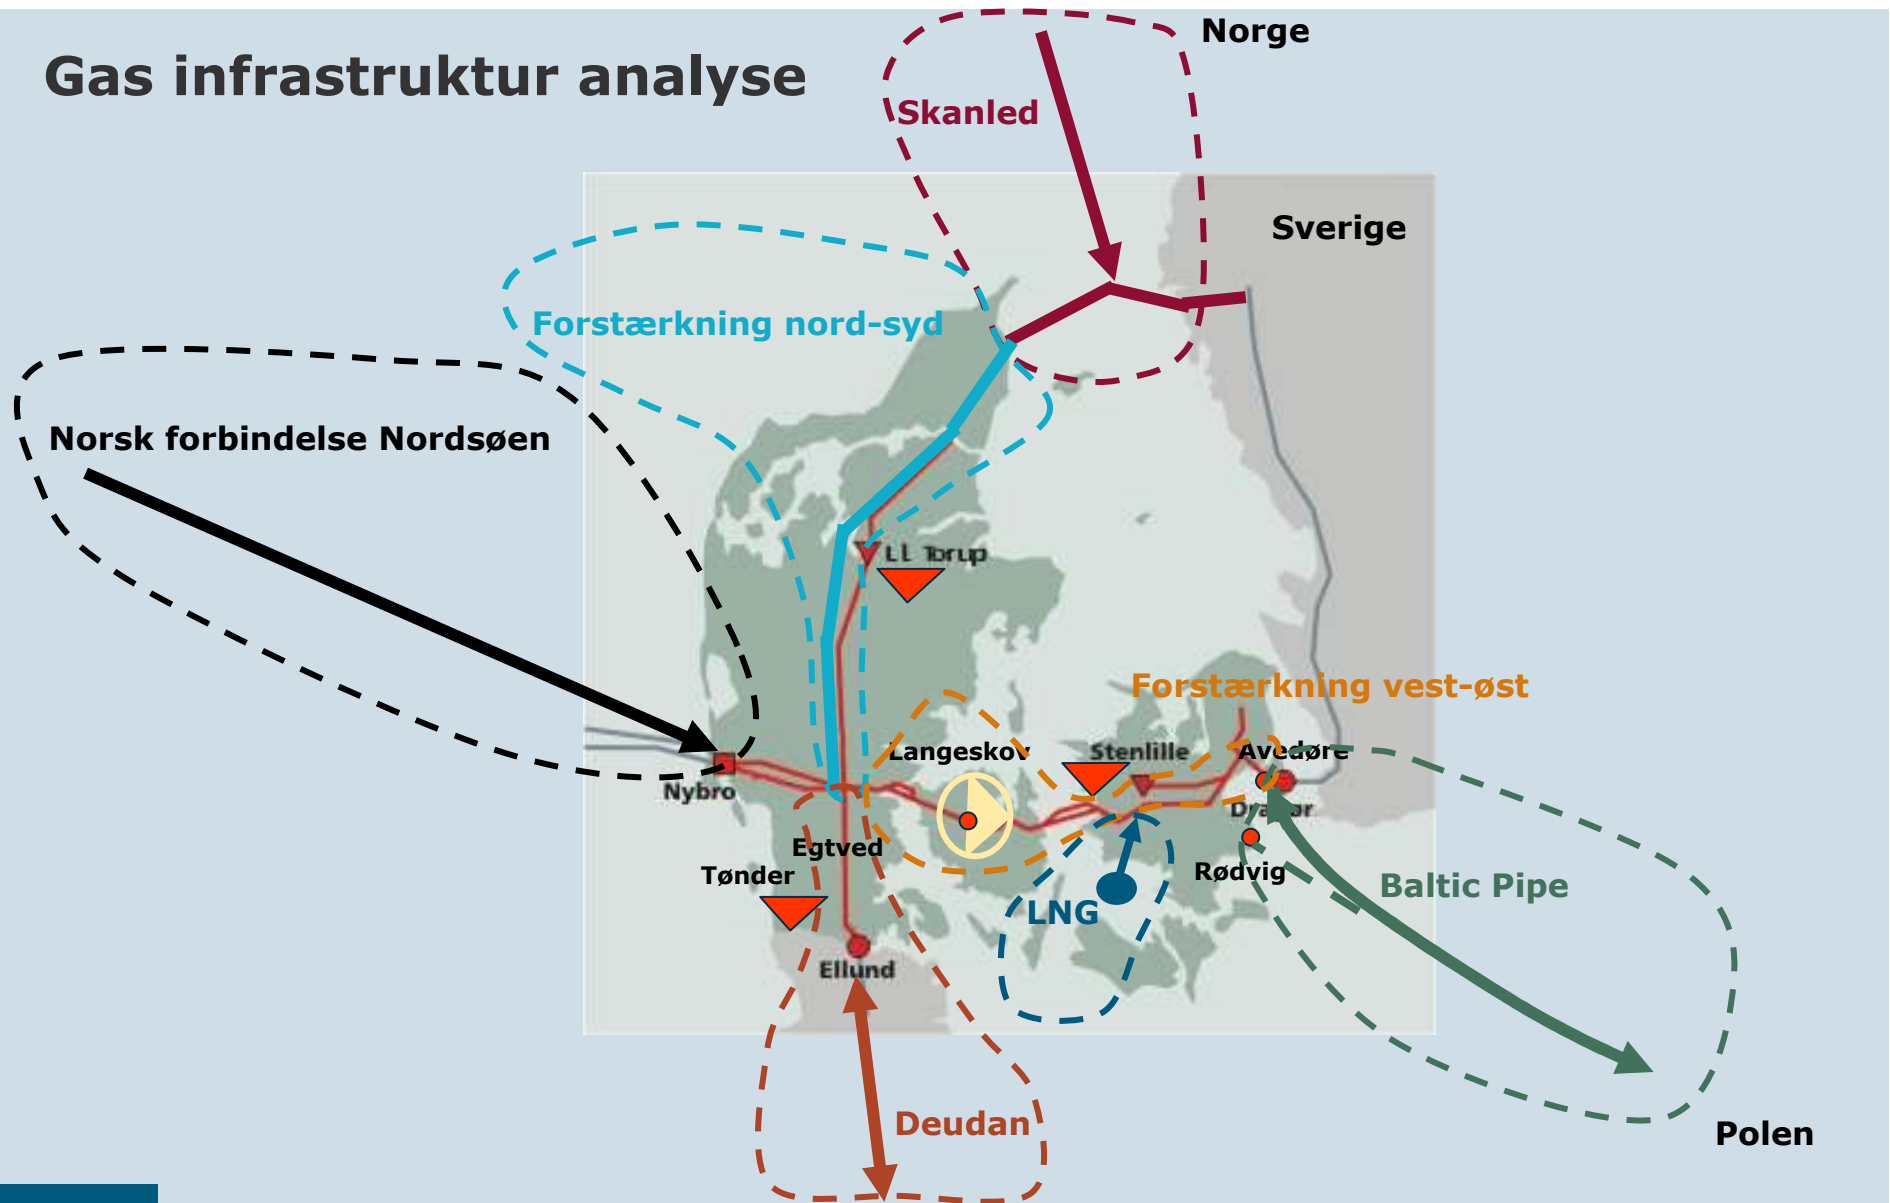 Norge
Gas infrastruktur analyse
Skanled
Sverige
Forstærkning nord-syd
Norsk forbindelse Nordsøen
Ll Torup
Forstærkning vest-øst
Langeskov
Stenlille
Avedøre
Nybro
Dragør
Egtved
Tønder
Rødvig
Baltic Pipe
LNG
Ellund
Deudan
Polen